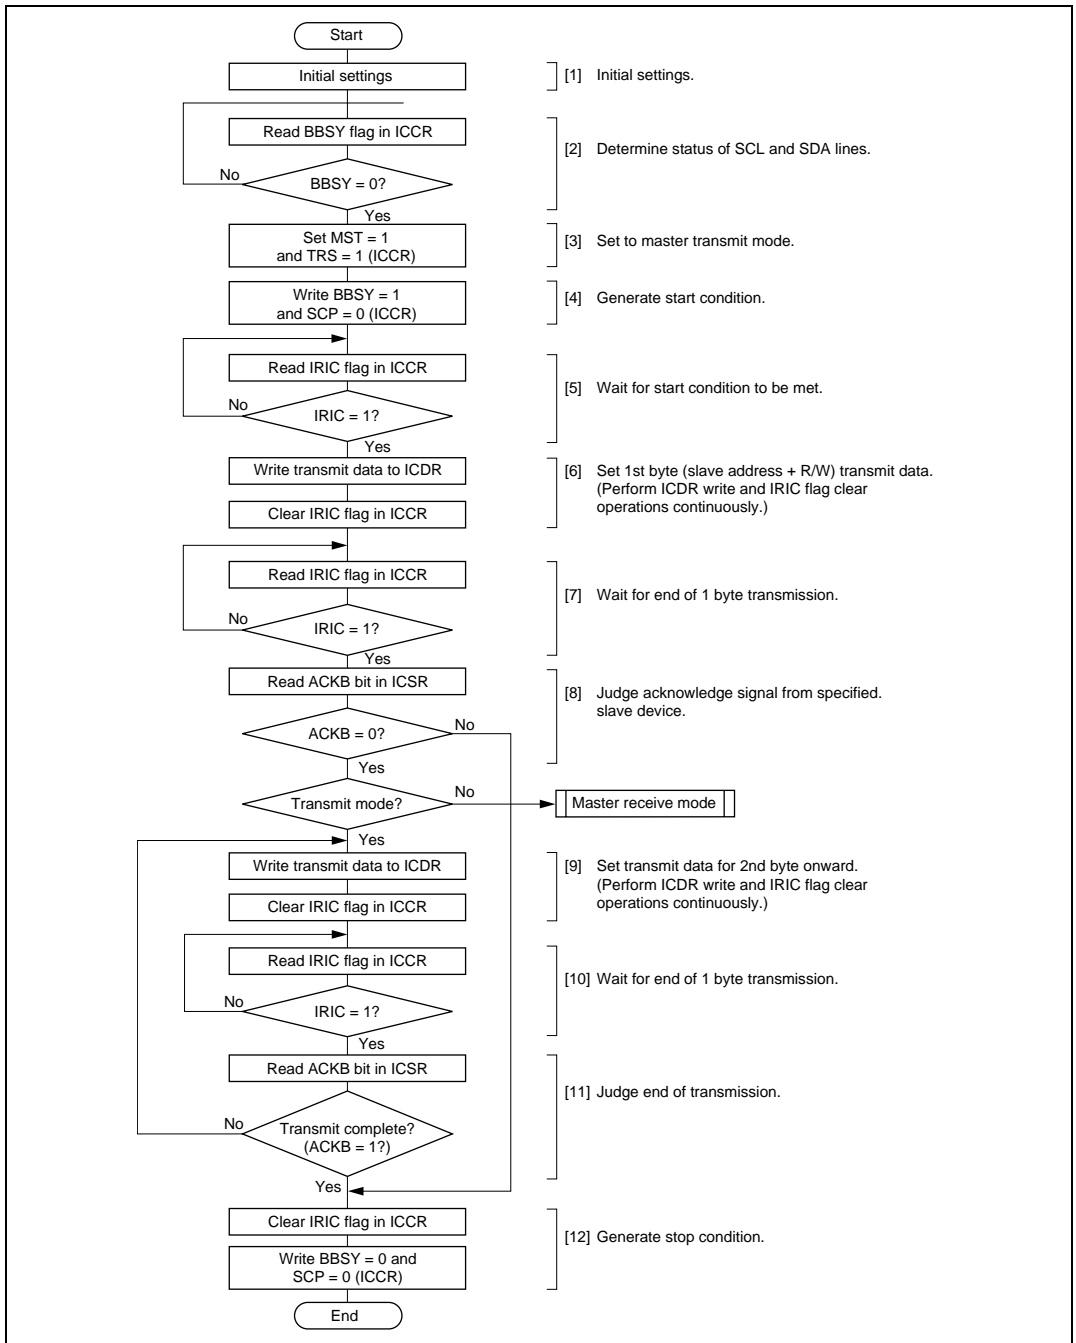 Start
Initial settings
[1] Initial settings.
Read BBSY flag in ICCR
[2] Determine status of SCL and SDA lines.
No
BBSY = 0?
Yes
Set MST = 1
and TRS = 1 (ICCR)
[3] Set to master transmit mode.
Write BBSY = 1
and SCP = 0 (ICCR)
[4] Generate start condition.
Read IRIC flag in ICCR
[5] Wait for start condition to be met.
No
IRIC = 1?
Yes
Write transmit data to ICDR
[6] Set 1st byte (slave address + R/W) transmit data.
(Perform ICDR write and IRIC flag clear
operations continuously.)
Clear IRIC flag in ICCR
Read IRIC flag in ICCR
[7] Wait for end of 1 byte transmission.
No
IRIC = 1?
Yes
Read ACKB bit in ICSR
[8] Judge acknowledge signal from specified.
slave device.
ACKB = 0?
No
Yes
Transmit mode?
No
Master receive mode
Yes
Write transmit data to ICDR
[9] Set transmit data for 2nd byte onward.
(Perform ICDR write and IRIC flag clear
operations continuously.)
Clear IRIC flag in ICCR
Read IRIC flag in ICCR
[10] Wait for end of 1 byte transmission.
No
IRIC = 1?
Yes
Read ACKB bit in ICSR
[11] Judge end of transmission.
No
Transmit complete?
(ACKB = 1?)
Yes
Clear IRIC flag in ICCR
[12] Generate stop condition.
Write BBSY = 0 and
SCP = 0 (ICCR)
End